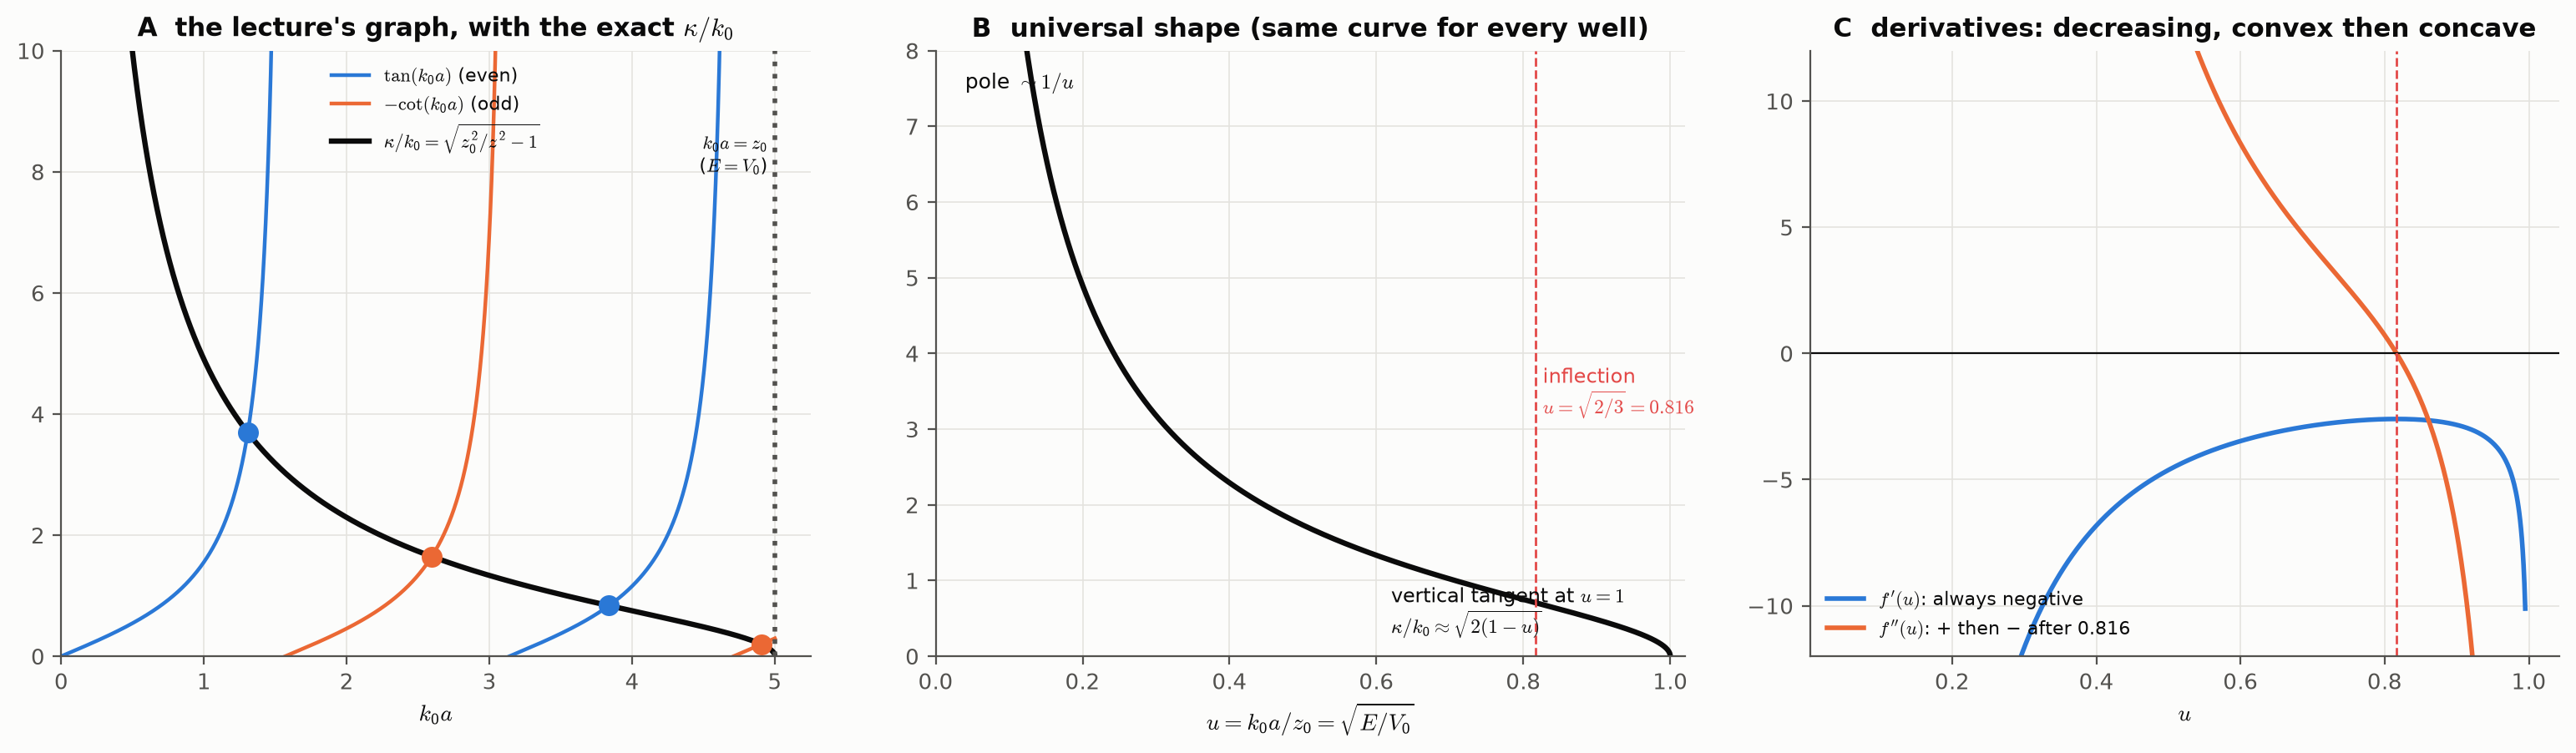 A the lecture's graph, with the exact κ/k₀
10
8
6
4
2
0
0
1
2
3
4
5
k₀a
tan(k₀a) (even)
−cot(k₀a) (odd)
κ/k₀ = √(z₀²/z² − 1)
k₀a = z₀
(E = V₀)
B universal shape (same curve for every well)
8
7
6
5
4
3
2
1
0
0.0
0.2
0.4
0.6
0.8
1.0
u = k₀a/z₀ = √(E/V₀)
pole ~ 1/u
inflection
u = √(2/3) = 0.816
vertical tangent at u = 1
κ/k₀ ≈ √(2(1 − u))
C derivatives: decreasing, convex then concave
10
5
0
−5
−10
0.2
0.4
0.6
0.8
1.0
u
f′(u): always negative
f″(u): + then − after 0.816